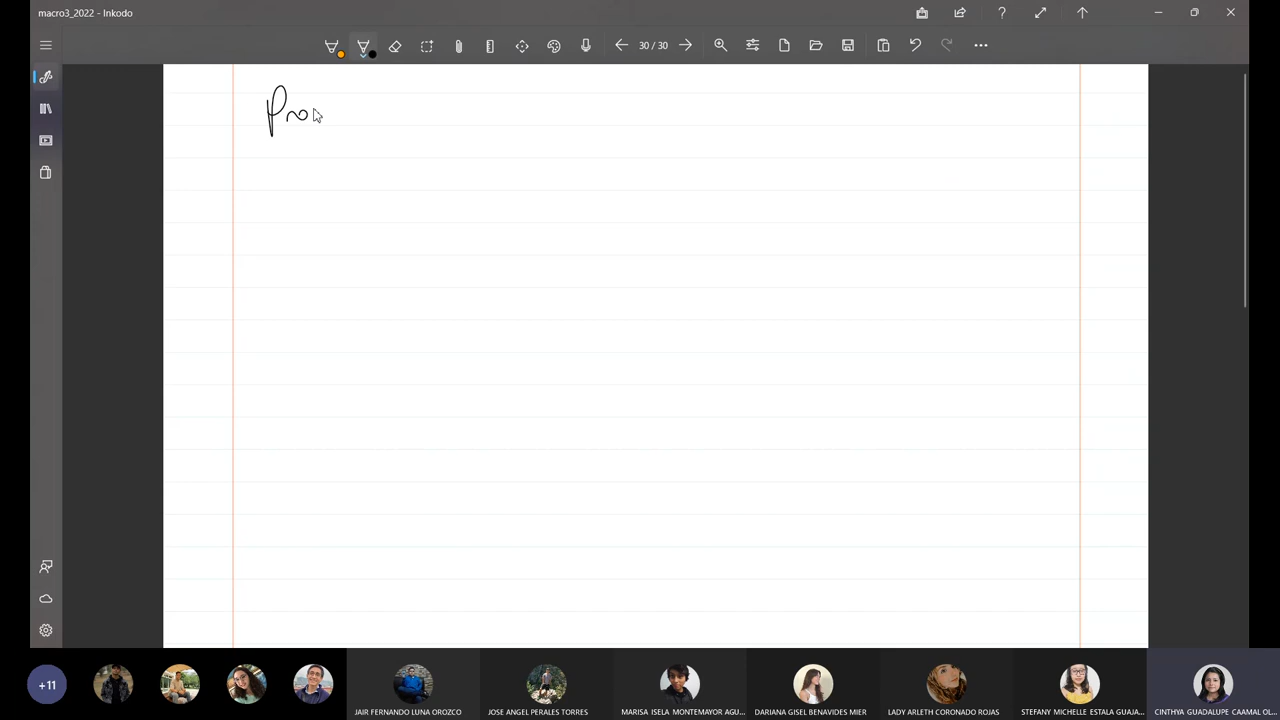 macro3_2022 - Inkodo
30 / 30
Pro
+11
JAIR FERNANDO LUNA OROZCO
JOSE ANGEL PERALES TORRES
MARISA ISELA MONTEMAYOR AGU...
DARIANA GISEL BENAVIDES MIER
LADY ARLETH CORONADO ROJAS
STEFANY MICHELLE ESTALA GUAJA...
CINTHYA GUADALUPE CAAMAL OL...